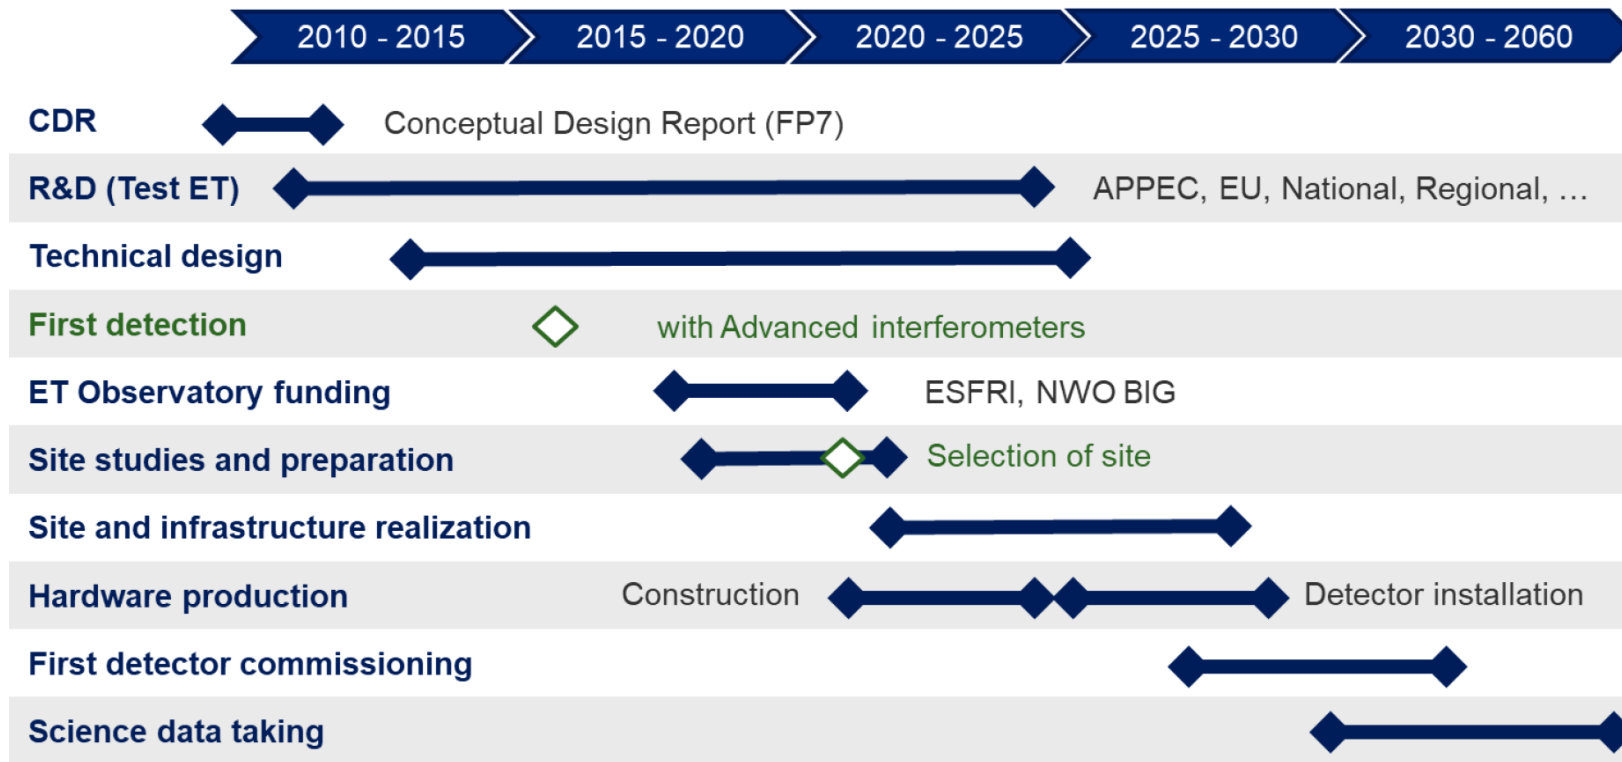 2010 - 2015 2015 - 2020 2020 - 2025 2025 - 2030 2030 - 2060
CDR Conceptual Design Report (FP7)
R&D (Test ET) APPEC, EU, National, Regional, …
Technical design
First detection with Advanced interferometers
ET Observatory funding ESFRI, NWO BIG
Site studies and preparation Selection of site
Site and infrastructure realization
Hardware production Construction Detector installation
First detector commissioning
Science data taking